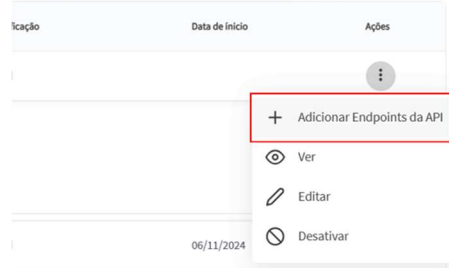 ficação Data de início Ações
Adicionar Endpoints da API
Ver
Editar
Desativar
06/11/2024